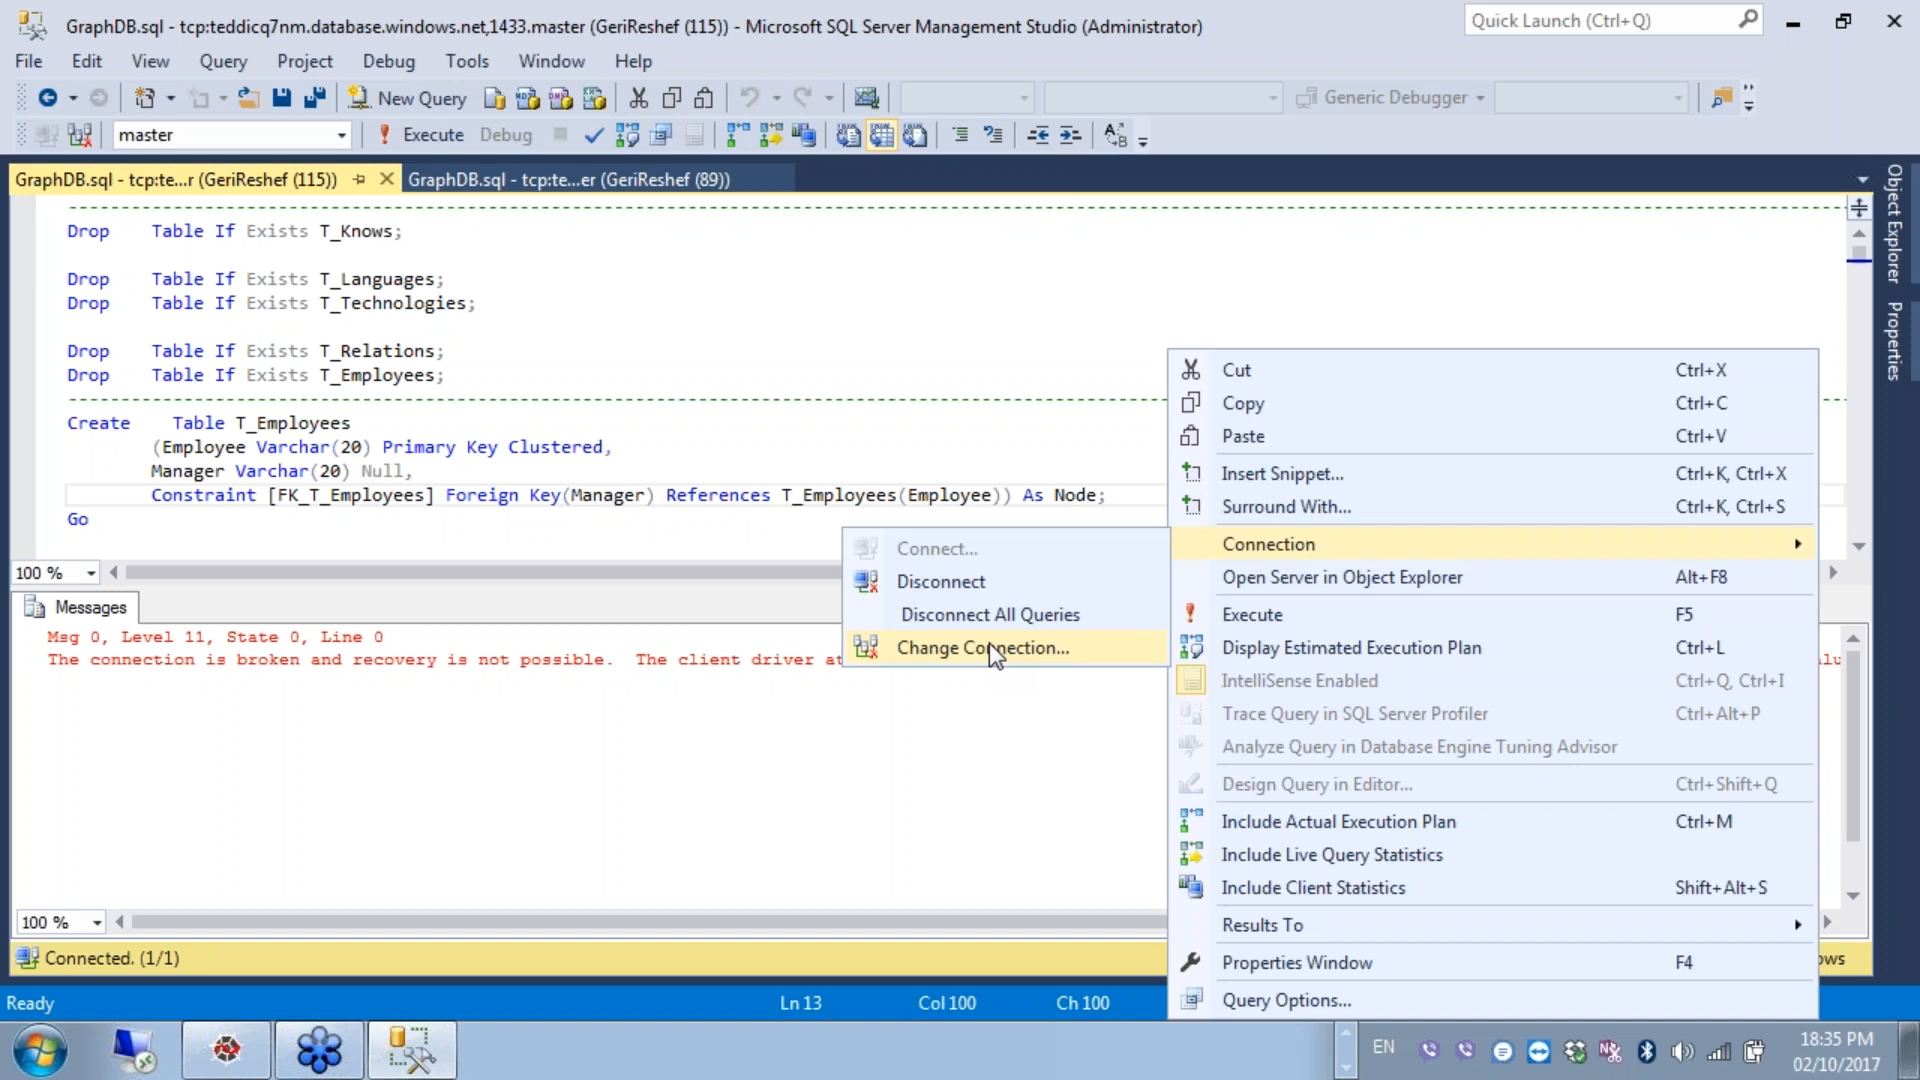 GraphDB.sql - tcp:teddicq7nm.database.windows.net,1433.master (GeriReshef (115)) - Microsoft SQL Server Management Studio (Administrator)
Quick Launch (Ctrl+Q)
File Edit View Query Project Debug Tools Window Help
New Query
Generic Debugger
master
Execute Debug
GraphDB.sql - tcp:te...r (GeriReshef (115))
GraphDB.sql - tcp:te...er (GeriReshef (89))
Object Explorer
Properties
Drop Table If Exists T_Knows;
Drop Table If Exists T_Languages;
Drop Table If Exists T_Technologies;
Drop Table If Exists T_Relations;
Drop Table If Exists T_Employees;
Create Table T_Employees
(Employee Varchar(20) Primary Key Clustered,
Manager Varchar(20) Null,
Constraint [FK_T_Employees] Foreign Key(Manager) References T_Employees(Employee)) As Node;
Go
100 %
Messages
Msg 0, Level 11, State 0, Line 0
The connection is broken and recovery is not possible. The client driver at
Connect...
Disconnect
Disconnect All Queries
Change Connection...
Cut Ctrl+X
Copy Ctrl+C
Paste Ctrl+V
Insert Snippet... Ctrl+K, Ctrl+X
Surround With... Ctrl+K, Ctrl+S
Connection
Open Server in Object Explorer Alt+F8
Execute F5
Display Estimated Execution Plan Ctrl+L
IntelliSense Enabled Ctrl+Q, Ctrl+I
Trace Query in SQL Server Profiler Ctrl+Alt+P
Analyze Query in Database Engine Tuning Advisor
Design Query in Editor... Ctrl+Shift+Q
Include Actual Execution Plan Ctrl+M
Include Live Query Statistics
Include Client Statistics Shift+Alt+S
Results To
Properties Window F4
Query Options...
100 %
Connected. (1/1)
Ready
Ln 13
Col 100
Ch 100
EN
18:35 PM
02/10/2017